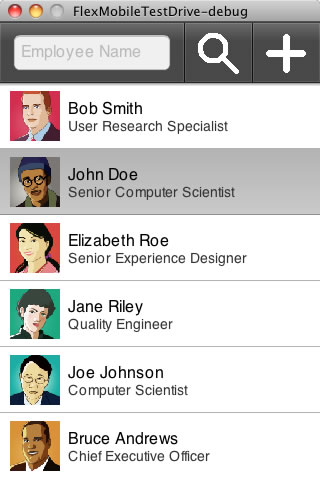 FlexMobileTestDrive-debug
Employee Name
Bob Smith
User Research Specialist
John Doe
Senior Computer Scientist
Elizabeth Roe
Senior Experience Designer
Jane Riley
Quality Engineer
Joe Johnson
Computer Scientist
Bruce Andrews
Chief Executive Officer